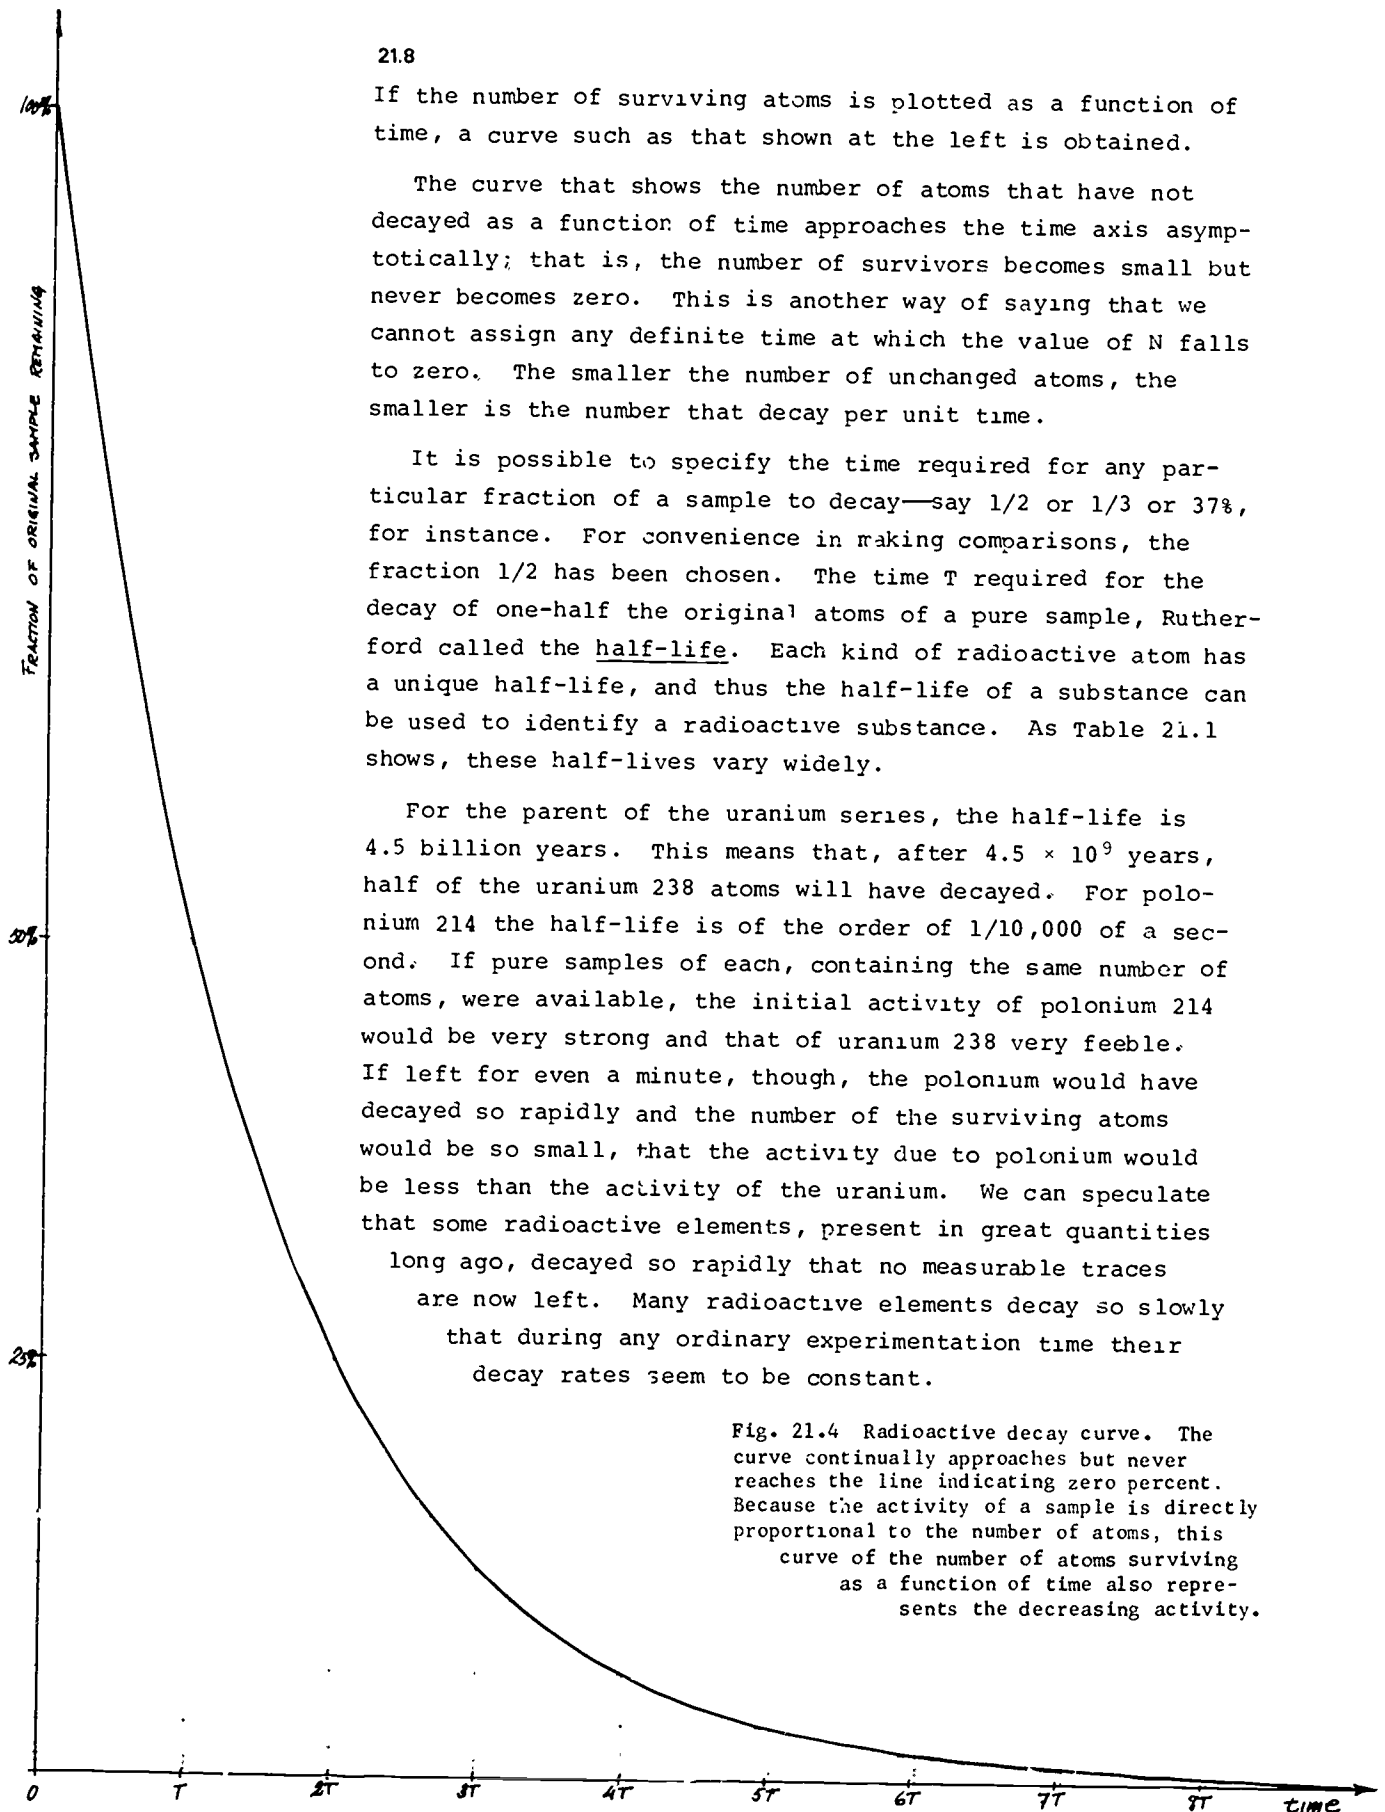 21.8
If the number of surviving atoms is plotted as a function of
time, a curve such as that shown at the left is obtained.
The curve that shows the number of atoms that have not
decayed as a function of time approaches the time axis asymp-
totically; that is, the number of survivors becomes small but
never becomes zero. This is another way of saying that we
cannot assign any definite time at which the value of N falls
to zero. The smaller the number of unchanged atoms, the
smaller is the number that decay per unit time.
It is possible to specify the time required for any par-
ticular fraction of a sample to decay—say 1/2 or 1/3 or 37%,
for instance. For convenience in making comparisons, the
fraction 1/2 has been chosen. The time T required for the
decay of one-half the original atoms of a pure sample, Ruther-
ford called the half-life. Each kind of radioactive atom has
a unique half-life, and thus the half-life of a substance can
be used to identify a radioactive substance. As Table 21.1
shows, these half-lives vary widely.
For the parent of the uranium series, the half-life is
4.5 billion years. This means that, after 4.5 × 10⁹ years,
half of the uranium 238 atoms will have decayed. For polo-
nium 214 the half-life is of the order of 1/10,000 of a sec-
ond. If pure samples of each, containing the same number of
atoms, were available, the initial activity of polonium 214
would be very strong and that of uranium 238 very feeble.
If left for even a minute, though, the polonium would have
decayed so rapidly and the number of the surviving atoms
would be so small, that the activity due to polonium would
be less than the activity of the uranium. We can speculate
that some radioactive elements, present in great quantities
long ago, decayed so rapidly that no measurable traces
are now left. Many radioactive elements decay so slowly
that during any ordinary experimentation time their
decay rates seem to be constant.
Fig. 21.4 Radioactive decay curve. The
curve continually approaches but never
reaches the line indicating zero percent.
Because the activity of a sample is directly
proportional to the number of atoms, this
curve of the number of atoms surviving
as a function of time also repre-
sents the decreasing activity.
FRACTION OF ORIGINAL SAMPLE REMAINING
100%
50%
25%
0 T 2T 3T 4T 5T 6T 7T 8T time